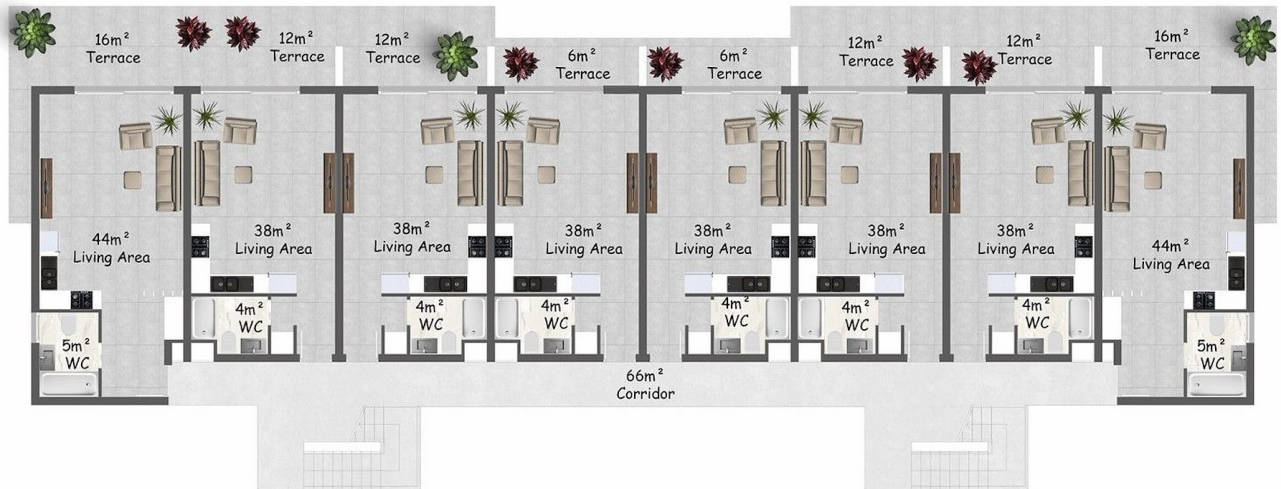 16m²
Terrace
12m²
Terrace
12m²
Terrace
6m²
Terrace
6m²
Terrace
12m²
Terrace
12m²
Terrace
16m²
Terrace
44m²
Living Area
38m²
Living Area
38m²
Living Area
38m²
Living Area
38m²
Living Area
38m²
Living Area
38m²
Living Area
44m²
Living Area
5m²
WC
4m²
WC
4m²
WC
4m²
WC
4m²
WC
4m²
WC
4m²
WC
5m²
WC
66m²
Corridor